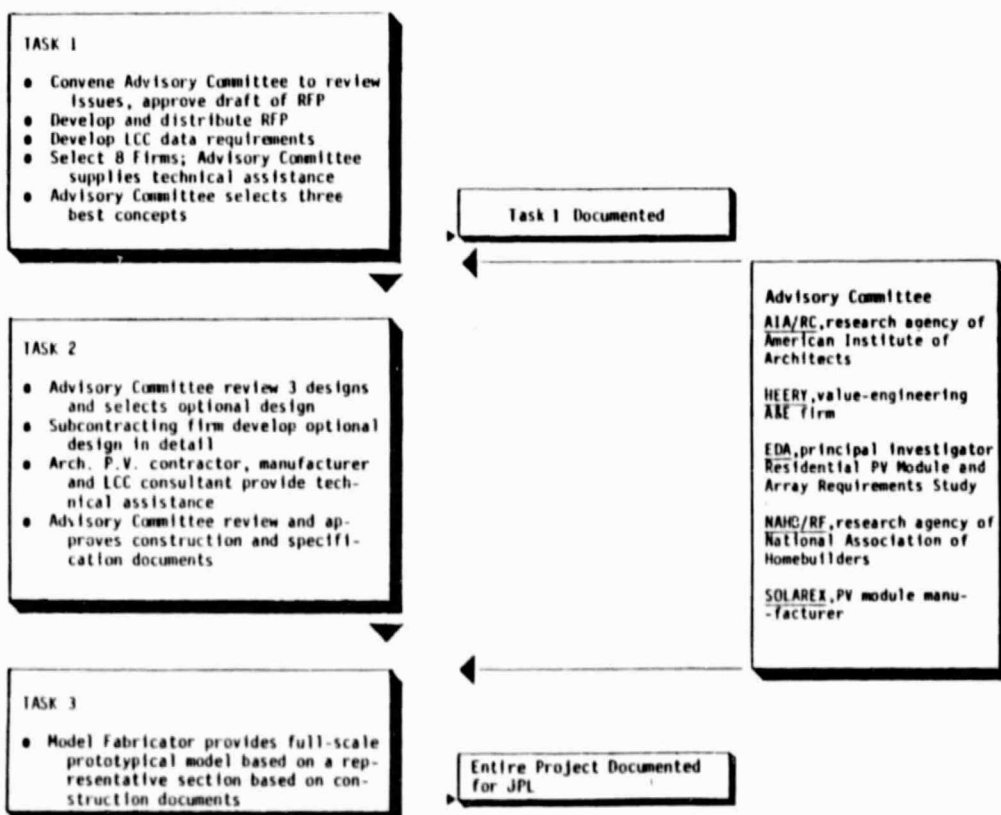 TASK 1
• Convene Advisory Committee to review
issues, approve draft of RFP
• Develop and distribute RFP
• Develop LCC data requirements
• Select 8 Firms; Advisory Committee
supplies technical assistance
• Advisory Committee selects three
best concepts
Task 1 Documented
TASK 2
• Advisory Committee review 3 designs
and selects optional design
• Subcontracting firm develop optional
design in detail
• Arch. P.V. contractor, manufacturer
and LCC consultant provide tech-
nical assistance
• Advisory Committee review and ap-
proves construction and specifi-
cation documents
Advisory Committee
AIA/RC,research agency of
American Institute of
Architects
HEERY,value-engineering
A&E firm
EDA,principal investigator
Residential PV Module and
Array Requirements Study
NAHB/RF,research agency of
National Association of
Homebuilders
SOLAREX,PV module manu-
-facturer
TASK 3
• Model Fabricator provides full-scale
prototypical model based on a rep-
resentative section based on con-
struction documents
Entire Project Documented
for JPL